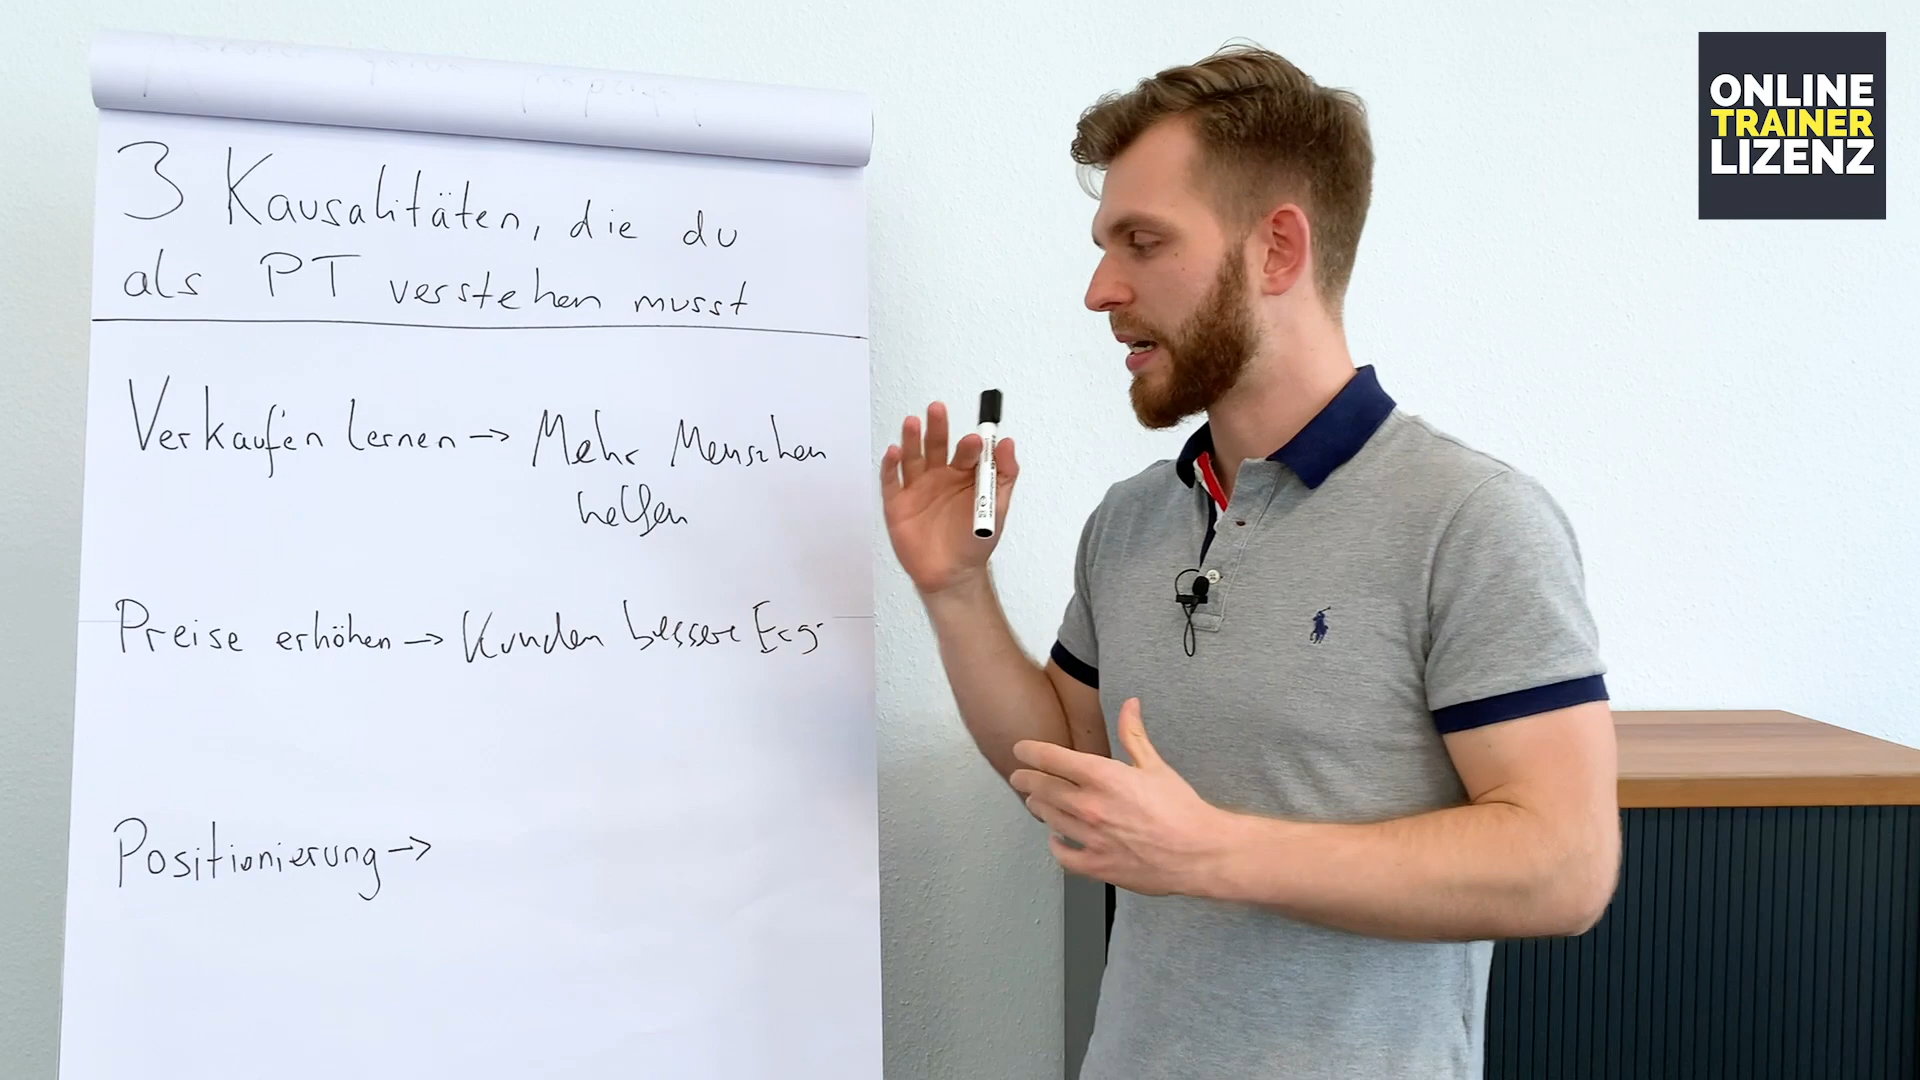 3 Kausalitäten, die du
als PT verstehen musst
Verkaufen lernen → Mehr Menschen
helfen
Preise erhöhen → Kunden bessere Erg.
Positionierung →
ONLINE
TRAINER
LIZENZ